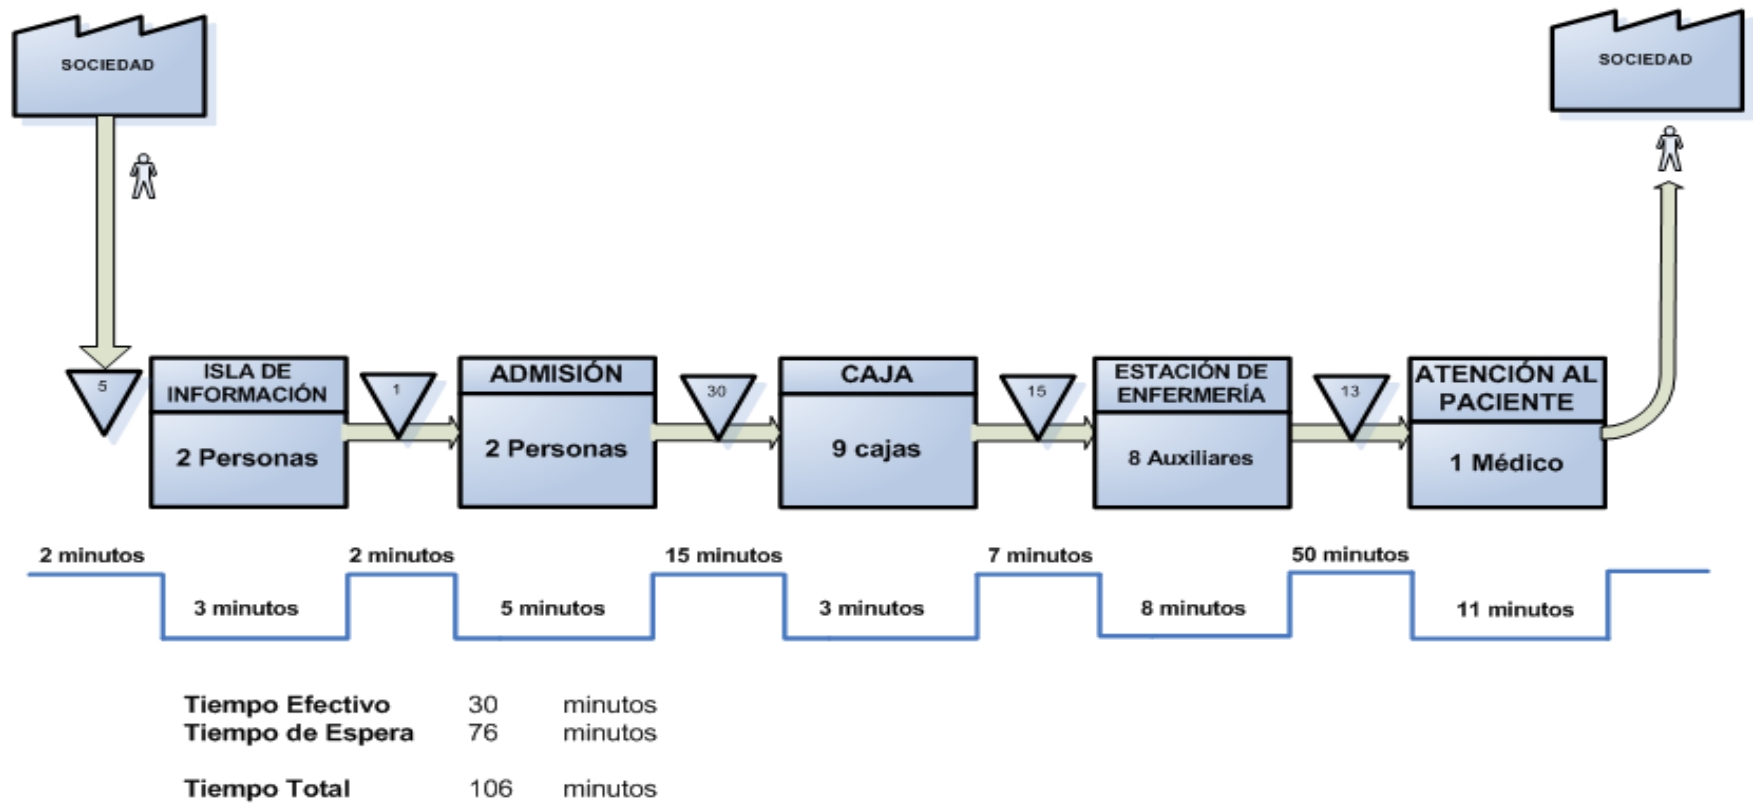 SOCIEDAD
SOCIEDAD
5
ISLA DE
INFORMACIÓN
2 Personas
1
ADMISIÓN
2 Personas
30
CAJA
9 cajas
15
ESTACIÓN DE
ENFERMERÍA
8 Auxiliares
13
ATENCIÓN AL
PACIENTE
1 Médico
2 minutos
3 minutos
2 minutos
5 minutos
15 minutos
3 minutos
7 minutos
8 minutos
50 minutos
11 minutos
Tiempo Efectivo 30 minutos
Tiempo de Espera 76 minutos
Tiempo Total 106 minutos